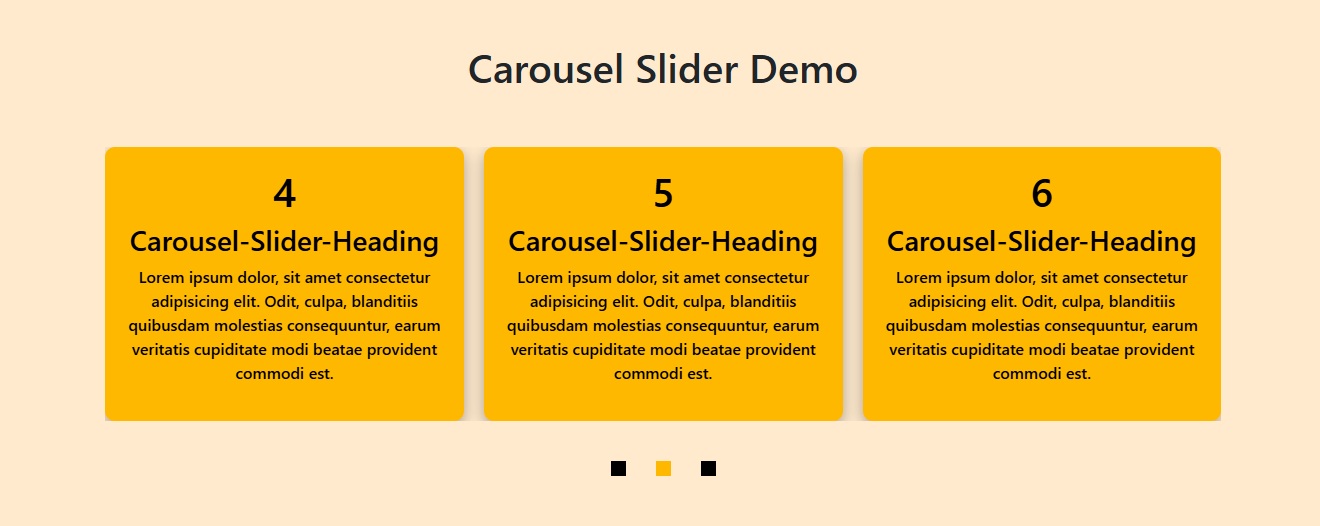 Carousel Slider Demo
4
Carousel-Slider-Heading
Lorem ipsum dolor, sit amet consectetur
adipisicing elit. Odit, culpa, blanditiis
quibusdam molestias consequuntur, earum
veritatis cupiditate modi beatae provident
commodi est.
5
Carousel-Slider-Heading
Lorem ipsum dolor, sit amet consectetur
adipisicing elit. Odit, culpa, blanditiis
quibusdam molestias consequuntur, earum
veritatis cupiditate modi beatae provident
commodi est.
6
Carousel-Slider-Heading
Lorem ipsum dolor, sit amet consectetur
adipisicing elit. Odit, culpa, blanditiis
quibusdam molestias consequuntur, earum
veritatis cupiditate modi beatae provident
commodi est.